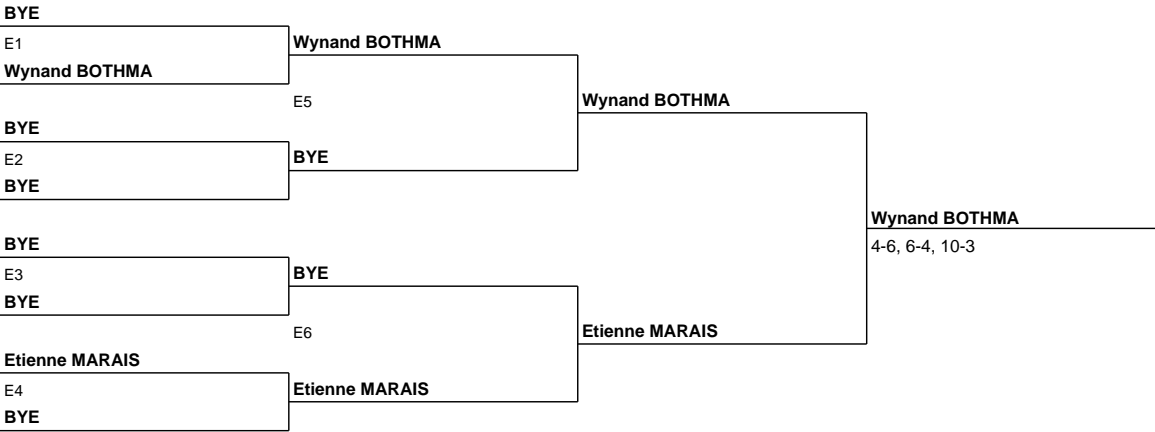 BYE
E1
Wynand BOTHMA
Wynand BOTHMA
E5
Wynand BOTHMA
BYE
E2
BYE
BYE
Wynand BOTHMA
4-6, 6-4, 10-3
BYE
E3
BYE
BYE
E6
Etienne MARAIS
Etienne MARAIS
E4
Etienne MARAIS
BYE